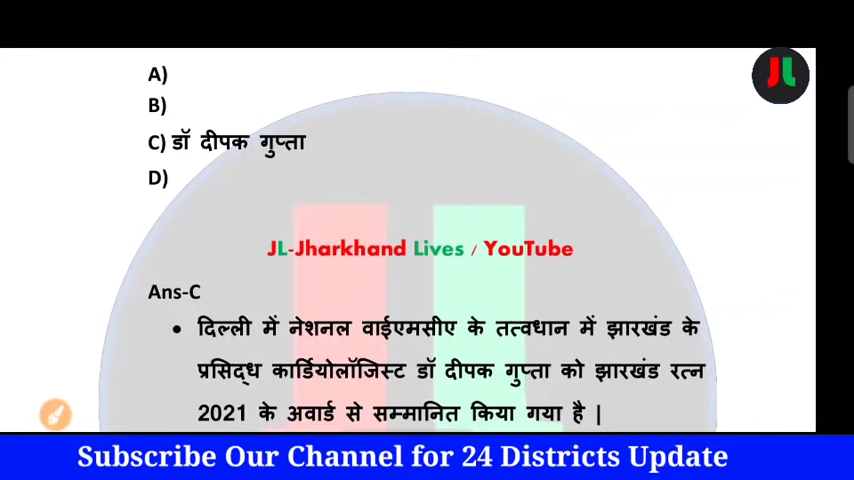 A)
JL
B)
C) डॉ दीपक गुप्ता
D)
JL-Jharkhand Lives / YouTube
Ans-C
• दिल्ली में नेशनल वाईएमसीए के तत्वधान में झारखंड के
प्रसिद्ध कार्डियोलॉजिस्ट डॉ दीपक गुप्ता को झारखंड रत्न
2021 के अवार्ड से सम्मानित किया गया है |
Subscribe Our Channel for 24 Districts Update